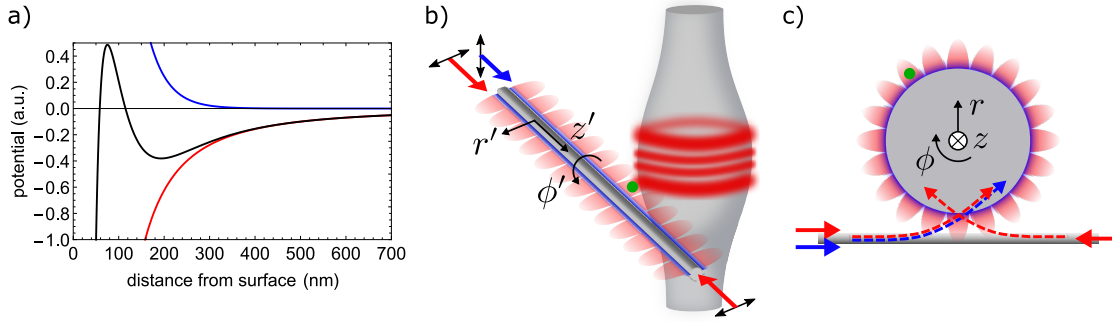 a)
0.4
0.2
0.0
−0.2
−0.4
−0.6
−0.8
−1.0
potential (a.u.)
0 100 200 300 400 500 600 700
distance from surface (nm)
b)
r′
z′
ϕ′
c)
r
ϕ
z